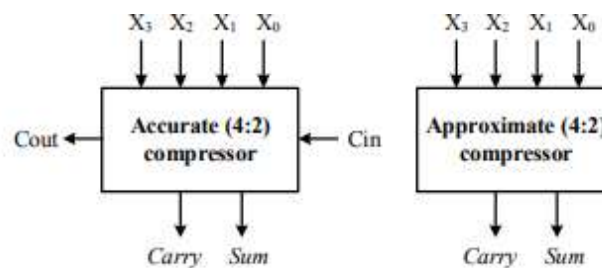 X₃ X₂ X₁ X₀ X₃ X₂ X₁ X₀
Cout Accurate (4:2) compressor Cin Approximate (4:2) compressor
Carry Sum Carry Sum